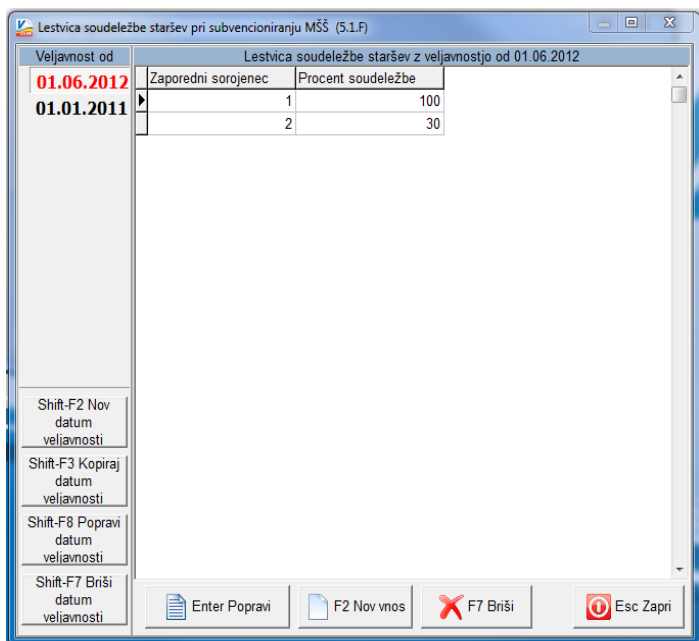 Lestvica soudeležbe staršev pri subvencioniranju MŠŠ (5.1.F)
Veljavnost od
Lestvica soudeležbe staršev z veljavnostjo od 01.06.2012
01.06.2012
01.01.2011
Zaporedni sorojenec Procent soudeležbe
1 100
2 30
Shift-F2 Nov
datum
veljavnosti
Shift-F3 Kopiraj
datum
veljavnosti
Shift-F8 Popravi
datum
veljavnosti
Shift-F7 Briši
datum
veljavnosti
Enter Popravi
F2 Nov vnos
F7 Briši
Esc Zapri